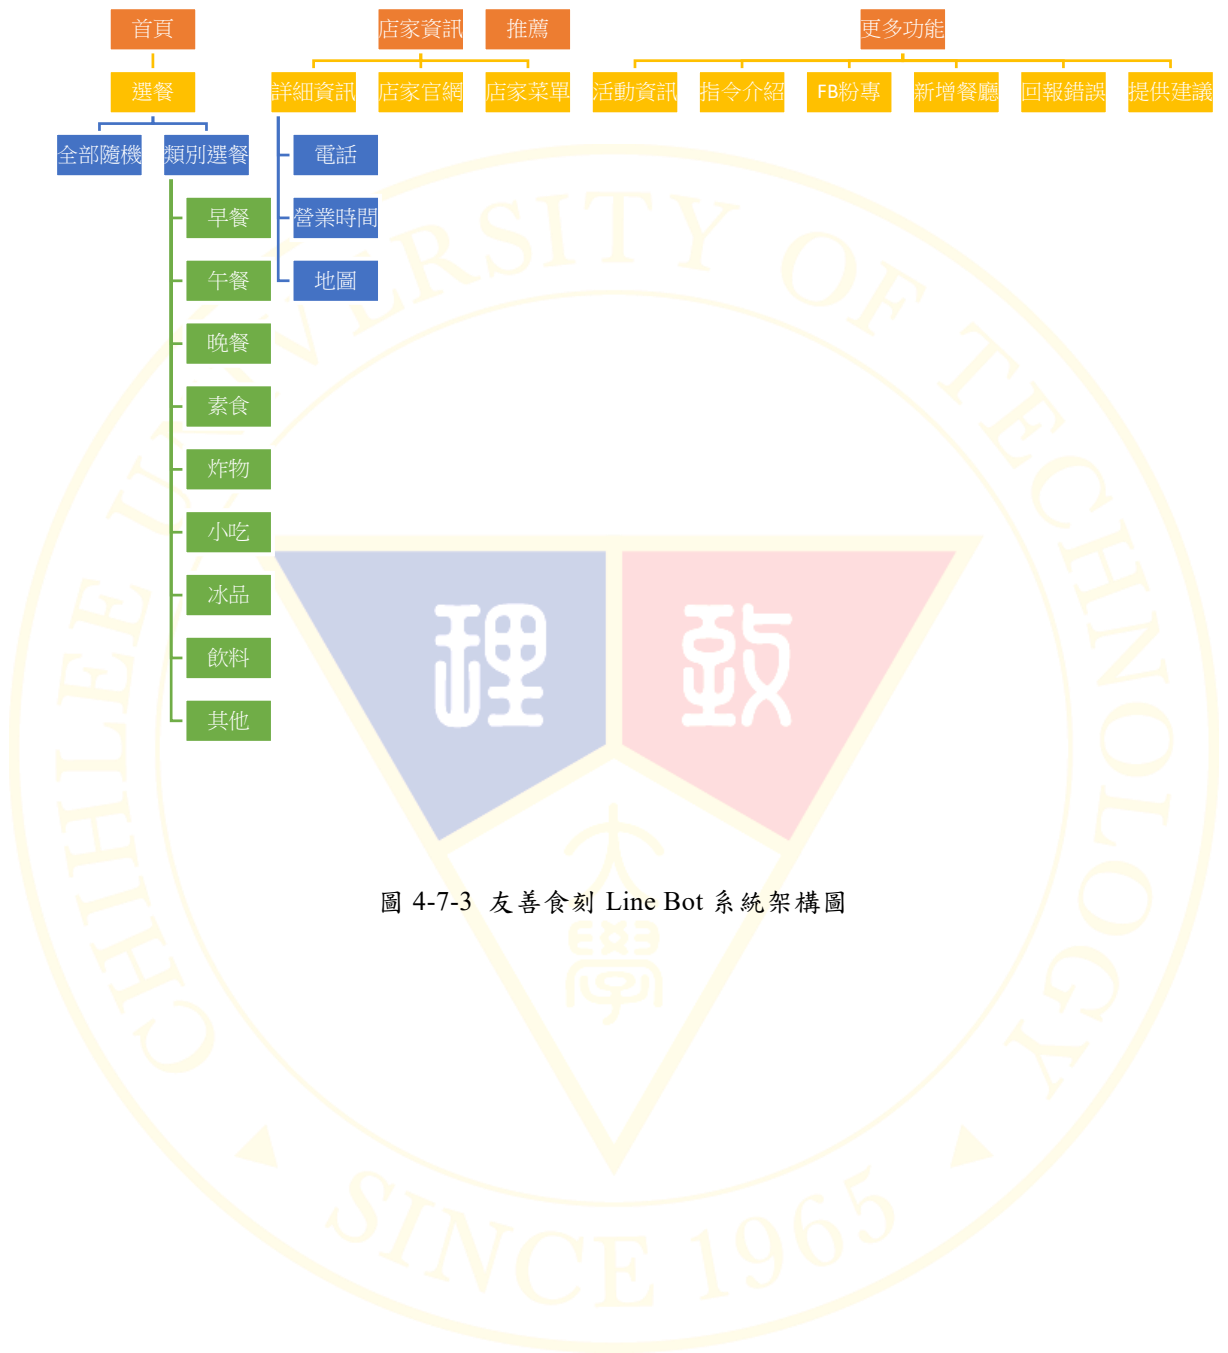 首頁 店家資訊 推薦 更多功能
選餐 詳細資訊 店家官網 店家菜單 活動資訊 指令介紹 FB粉專 新增餐廳 回報錯誤 提供建議
全部隨機 類別選餐 電話
早餐 營業時間
午餐 地圖
晚餐
素食
炸物
小吃
冰品
飲料
其他
理 致
大
學
圖 4-7-3 友善食刻 Line Bot 系統架構圖
CHIHLEE UNIVERSITY OF TECHNOLOGY
SINCE 1965